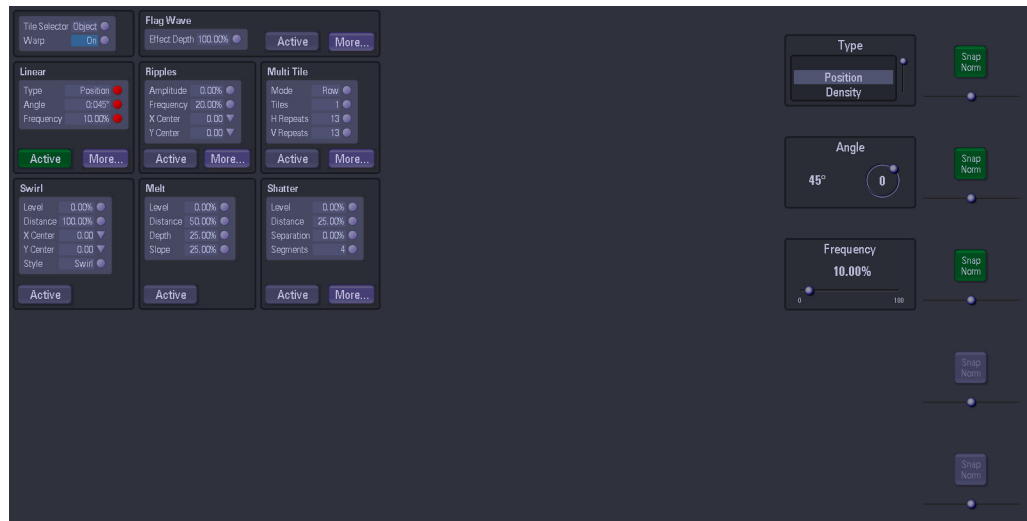 Tile Selector Object
Warp On
Flag Wave
Effect Depth 100.00%
Active More...
Linear
Type Position
Angle 0:045°
Frequency 10.00%
Active More...
Ripples
Amplitude 0.00%
Frequency 20.00%
X Center 0.00
Y Center 0.00
Active More...
Multi Tile
Mode Row
Tiles 1
H Repeats 13
V Repeats 13
Active More...
Swirl
Level 0.00%
Distance 100.00%
X Center 0.00
Y Center 0.00
Style Swirl
Active
Melt
Level 0.00%
Distance 50.00%
Depth 25.00%
Slope 25.00%
Active
Shatter
Level 0.00%
Distance 25.00%
Separation 0.00%
Segments 4
Active More...
Type
Position
Density
Snap
Norm
Angle
45° 0
Snap
Norm
Frequency
10.00%
0 100
Snap
Norm
Snap
Norm
Snap
Norm